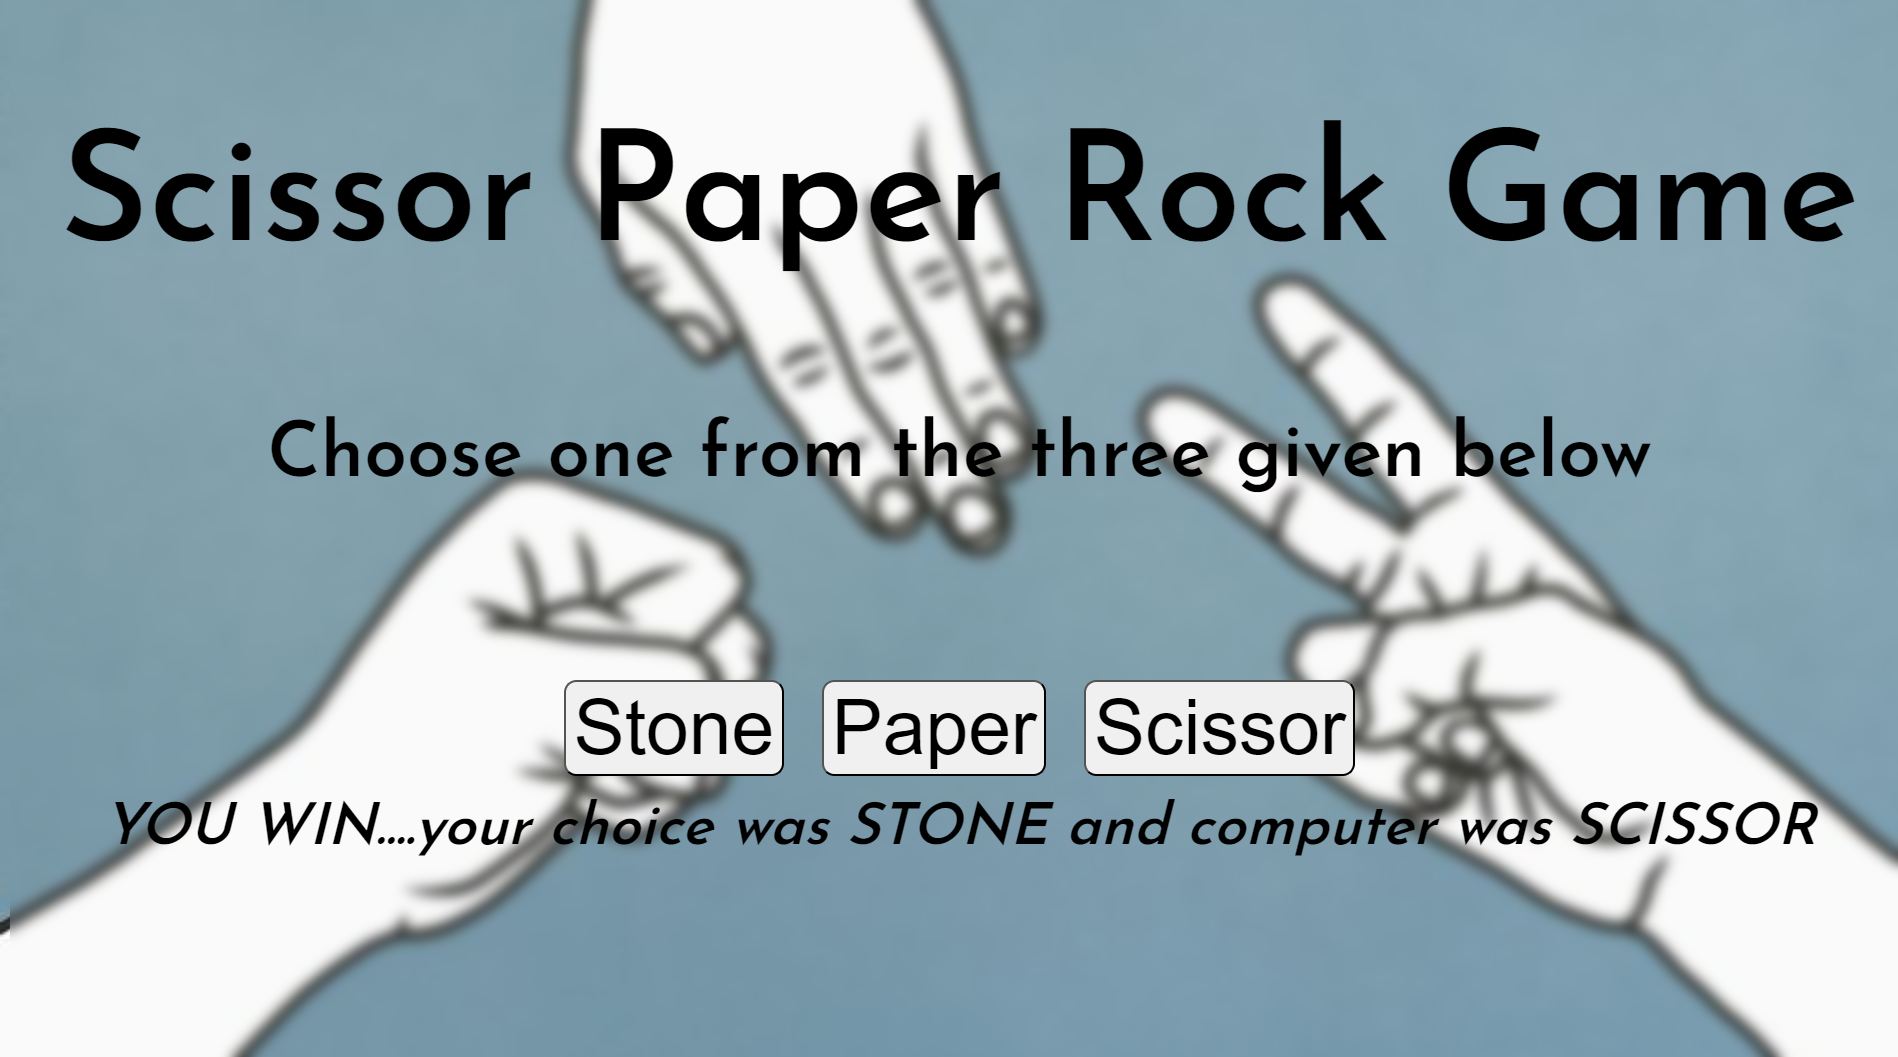 Scissor Paper Rock Game
Choose one from the three given below
Stone Paper Scissor
YOU WIN....your choice was STONE and computer was SCISSOR